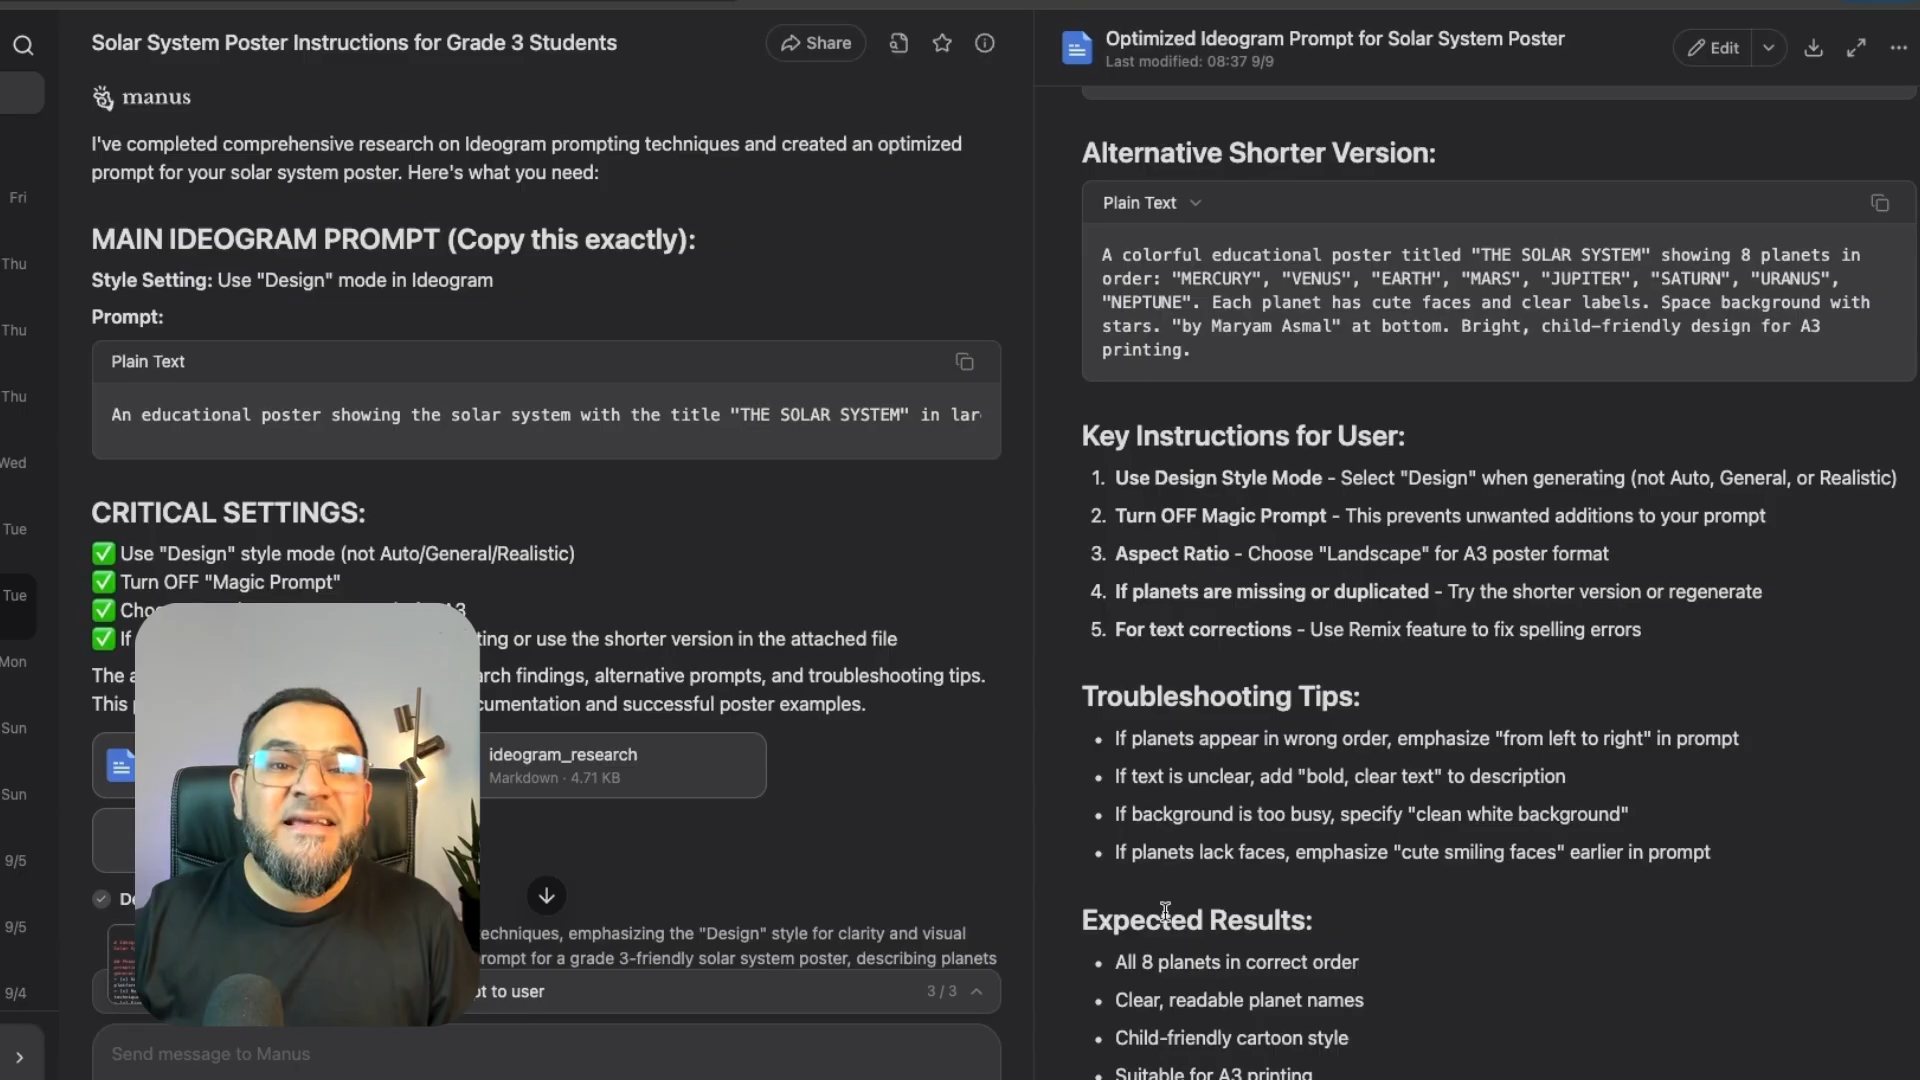 Solar System Poster Instructions for Grade 3 Students
Share
manus
I've completed comprehensive research on Ideogram prompting techniques and created an optimized
prompt for your solar system poster. Here's what you need:
MAIN IDEOGRAM PROMPT (Copy this exactly):
Style Setting: Use "Design" mode in Ideogram
Prompt:
Plain Text
An educational poster showing the solar system with the title "THE SOLAR SYSTEM" in lar
CRITICAL SETTINGS:
Use "Design" style mode (not Auto/General/Realistic)
Turn OFF "Magic Prompt"
3
If ting or use the shorter version in the attached file
The rch findings, alternative prompts, and troubleshooting tips.
This cumentation and successful poster examples.
ideogram_research
Markdown · 4.71 KB
echniques, emphasizing the "Design" style for clarity and visual
rompt for a grade 3-friendly solar system poster, describing planets
to user
3 / 3
Send message to Manus
Fri
Thu
Thu
Thu
Wed
Tue
Tue
Mon
Sun
Sun
9/5
9/5
9/4
Optimized Ideogram Prompt for Solar System Poster
Last modified: 08:37 9/9
Edit
Alternative Shorter Version:
Plain Text
A colorful educational poster titled "THE SOLAR SYSTEM" showing 8 planets in
order: "MERCURY", "VENUS", "EARTH", "MARS", "JUPITER", "SATURN", "URANUS",
"NEPTUNE". Each planet has cute faces and clear labels. Space background with
stars. "by Maryam Asmal" at bottom. Bright, child-friendly design for A3
printing.
Key Instructions for User:
1. Use Design Style Mode - Select "Design" when generating (not Auto, General, or Realistic)
2. Turn OFF Magic Prompt - This prevents unwanted additions to your prompt
3. Aspect Ratio - Choose "Landscape" for A3 poster format
4. If planets are missing or duplicated - Try the shorter version or regenerate
5. For text corrections - Use Remix feature to fix spelling errors
Troubleshooting Tips:
• If planets appear in wrong order, emphasize "from left to right" in prompt
• If text is unclear, add "bold, clear text" to description
• If background is too busy, specify "clean white background"
• If planets lack faces, emphasize "cute smiling faces" earlier in prompt
Expected Results:
• All 8 planets in correct order
• Clear, readable planet names
• Child-friendly cartoon style
• Suitable for A3 printing